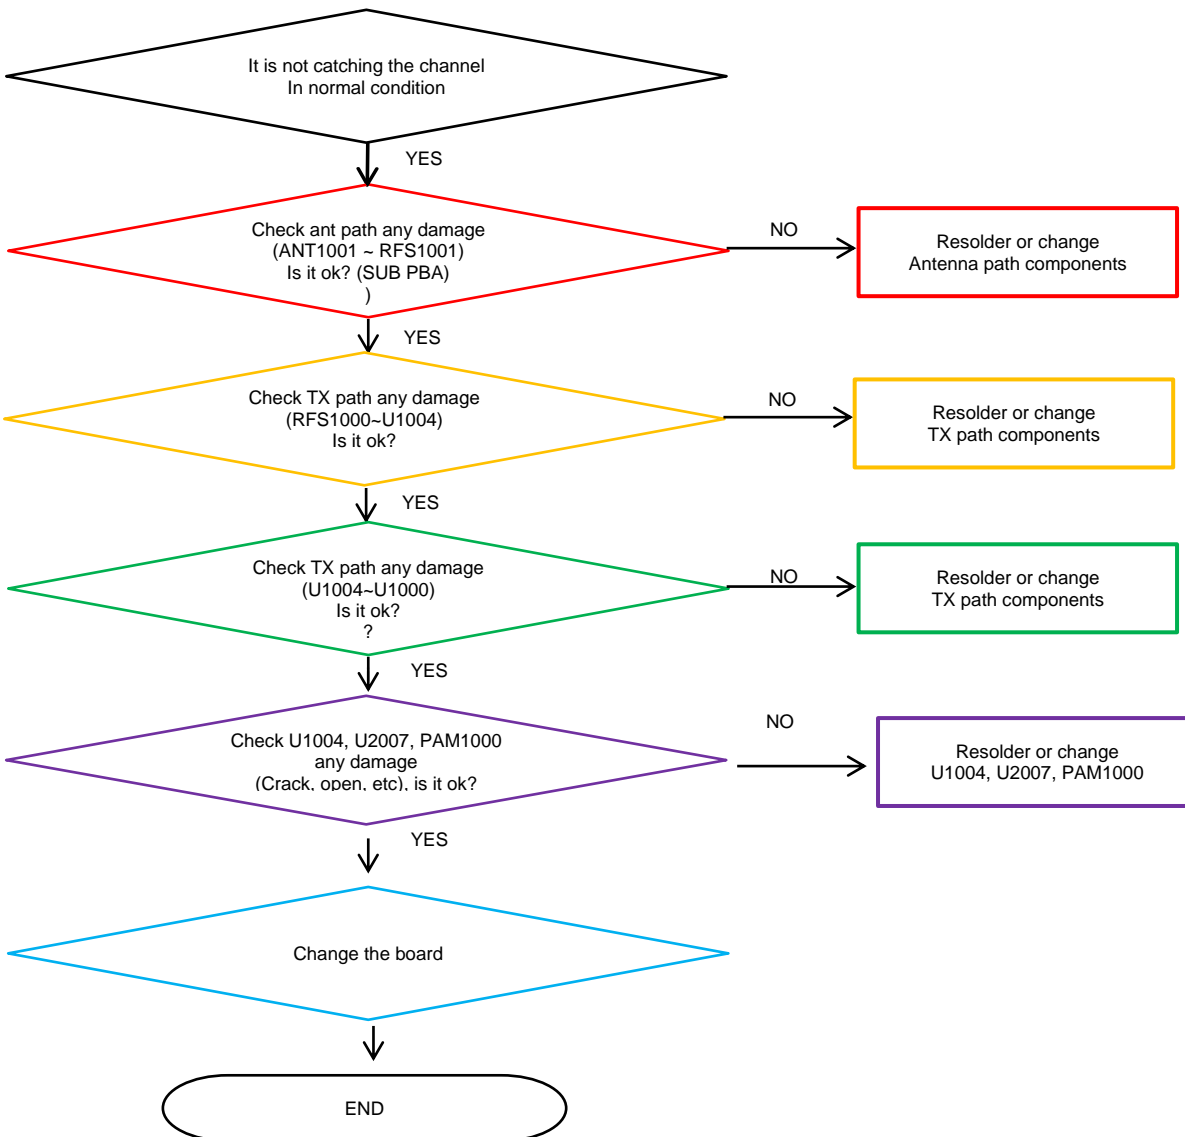 It is not catching the channel
In normal condition
YES
Check ant path any damage
(ANT1001 ~ RFS1001)
Is it ok? (SUB PBA)
)
NO
Resolder or change
Antenna path components
YES
Check TX path any damage
(RFS1000~U1004)
Is it ok?
NO
Resolder or change
TX path components
YES
Check TX path any damage
(U1004~U1000)
Is it ok?
?
NO
Resolder or change
TX path components
YES
Check U1004, U2007, PAM1000
any damage
(Crack, open, etc), is it ok?
NO
Resolder or change
U1004, U2007, PAM1000
YES
Change the board
END